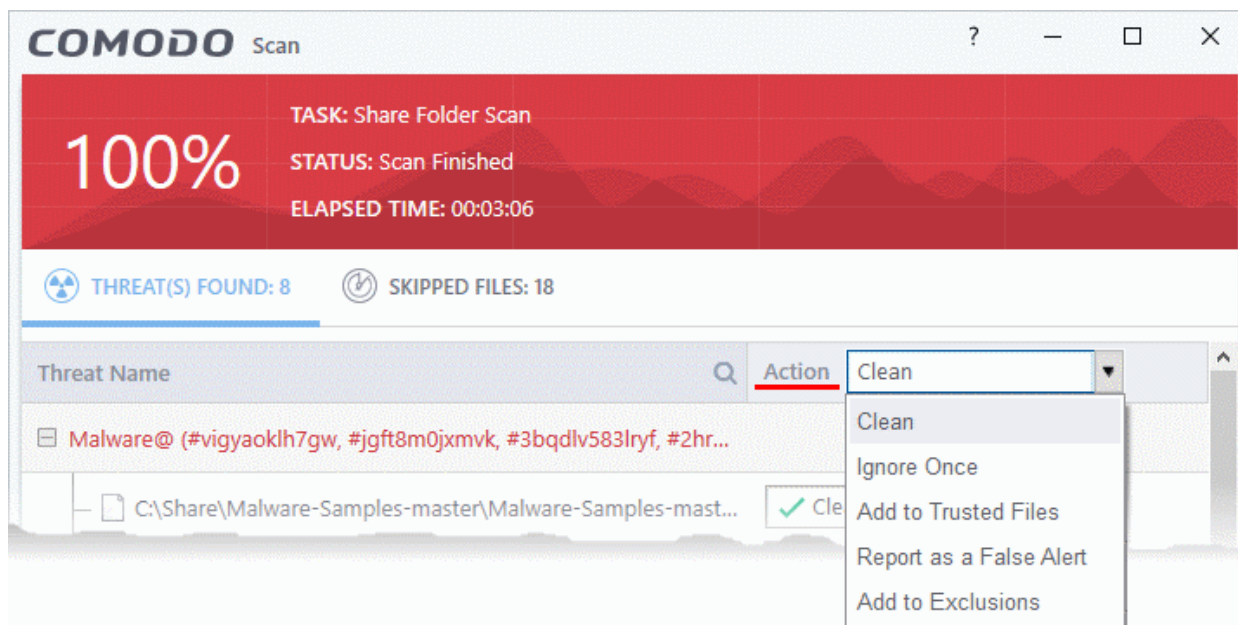 COMODO Scan
?
100%
TASK: Share Folder Scan
STATUS: Scan Finished
ELAPSED TIME: 00:03:06
THREAT(S) FOUND: 8 SKIPPED FILES: 18
Threat Name Action Clean
Malware@ (#vigyaoklh7gw, #jgft8m0jxmvk, #3bqdlv583lryf, #2hr...
C:\Share\Malware-Samples-master\Malware-Samples-mast... Cle
Clean
Ignore Once
Add to Trusted Files
Report as a False Alert
Add to Exclusions